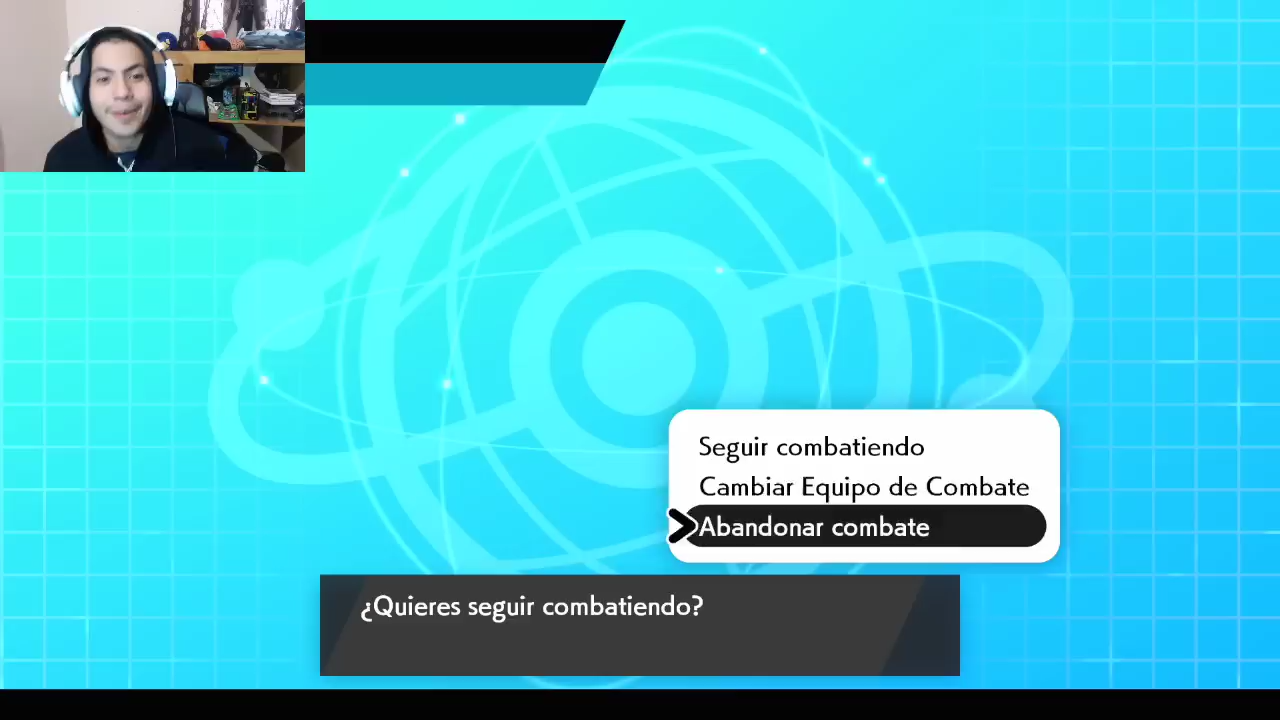 Seguir combatiendo
Cambiar Equipo de Combate
Abandonar combate
¿Quieres seguir combatiendo?